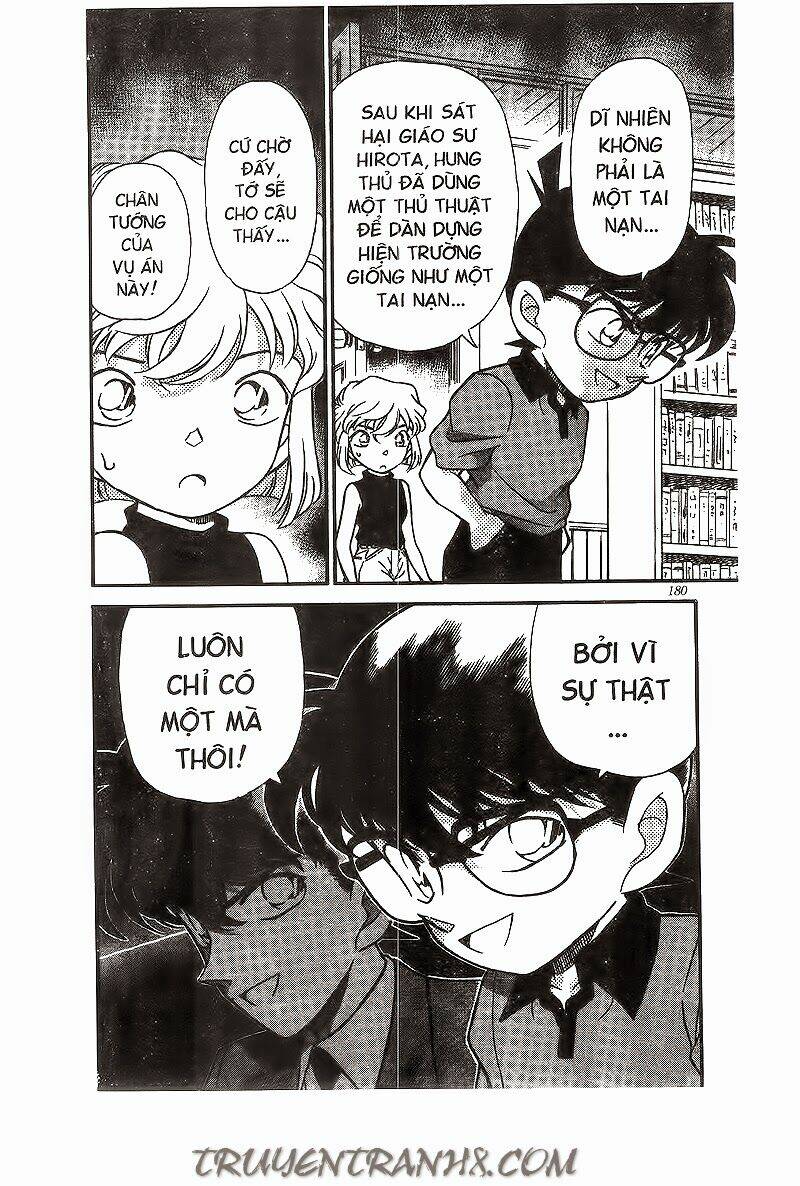 DĨ NHIÊN
KHÔNG
PHẢI LÀ
MỘT TAI
NẠN...
SAU KHI SÁT
HẠI GIÁO SƯ
HIROTA, HUNG
THỦ ĐÃ DÙNG
MỘT THỦ THUẬT
ĐỂ DÀN DỰNG
HIỆN TRƯỜNG
GIỐNG NHƯ MỘT
TAI NẠN...
CỨ CHỜ
ĐẤY,
TỚ SẼ
CHO CẬU
THẤY...
CHÂN
TƯỚNG
CỦA
VỤ ÁN
NÀY!
180
BỞI VÌ
SỰ THẬT
...
LUÔN
CHỈ CÓ
MỘT MÀ
THÔI!
TRUYENTRANH8.COM